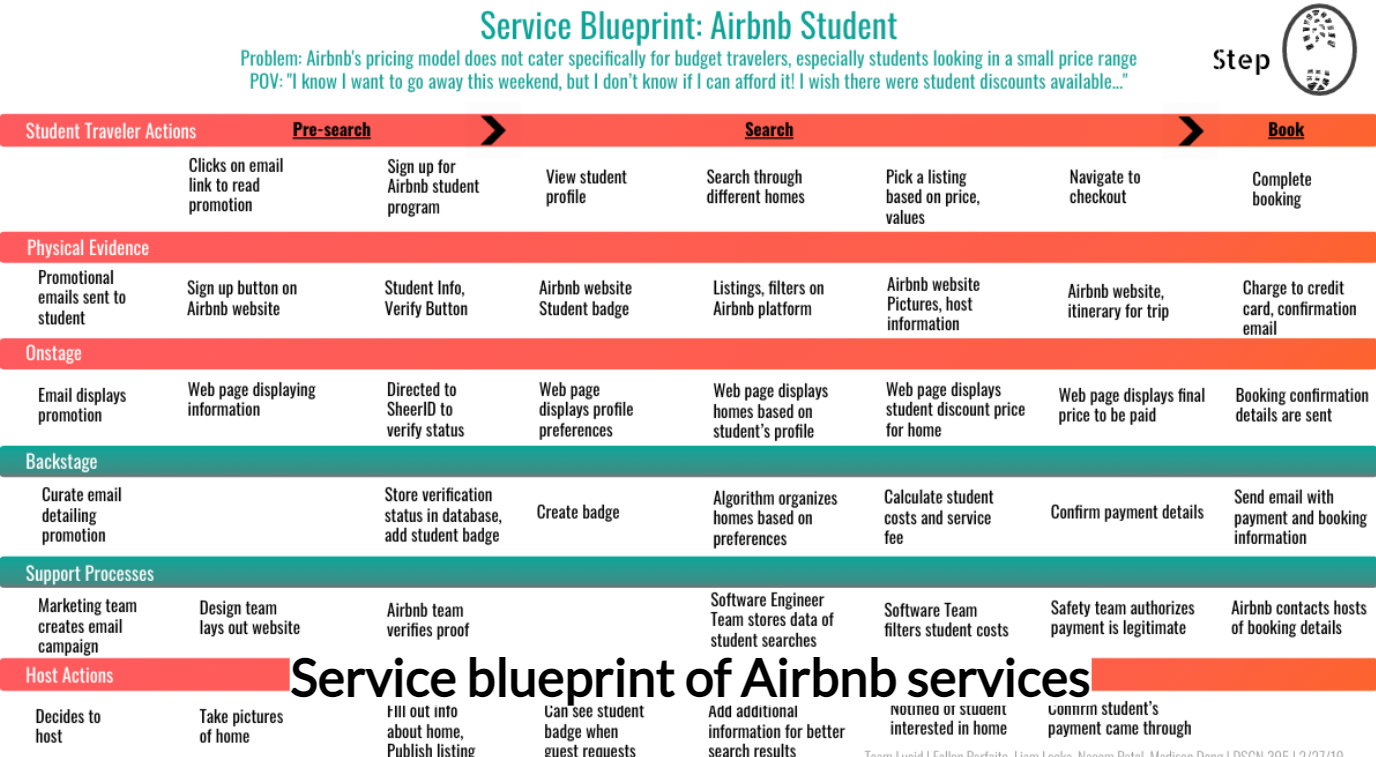 Service Blueprint: Airbnb Student
Problem: Airbnb's pricing model does not cater specifically for budget travelers, especially students looking in a small price range
POV: "I know I want to go away this weekend, but I don't know if I can afford it! I wish there were student discounts available..."
Step
Student Traveler Actions
Pre-search
Search
Book
Clicks on email
link to read
promotion
Sign up for
Airbnb student
program
View student
profile
Search through
different homes
Pick a listing
based on price,
values
Navigate to
checkout
Complete
booking
Physical Evidence
Promotional
emails sent to
student
Sign up button on
Airbnb website
Student Info,
Verify Button
Airbnb website
Student badge
Listings, filters on
Airbnb platform
Airbnb website
Pictures, host
information
Airbnb website,
itinerary for trip
Charge to credit
card, confirmation
email
Onstage
Email displays
promotion
Web page displaying
information
Directed to
SheerID to
verify status
Web page
displays profile
preferences
Web page displays
homes based on
student's profile
Web page displays
student discount price
for home
Web page displays final
price to be paid
Booking confirmation
details are sent
Backstage
Curate email
detailing
promotion
Store verification
status in database,
add student badge
Create badge
Algorithm organizes
homes based on
preferences
Calculate student
costs and service
fee
Confirm payment details
Send email with
payment and booking
information
Support Processes
Marketing team
creates email
campaign
Design team
lays out website
Airbnb team
verifies proof
Software Engineer
Team stores data of
student searches
Software Team
filters student costs
Safety team authorizes
payment is legitimate
Airbnb contacts hosts
of booking details
Host Actions
Service blueprint of Airbnb services
Decides to
host
Take pictures
of home
Fill out info
about home,
Publish listing
Can see student
badge when
guest requests
Add additional
information for better
search results
Notified of student
interested in home
Confirm student's
payment came through